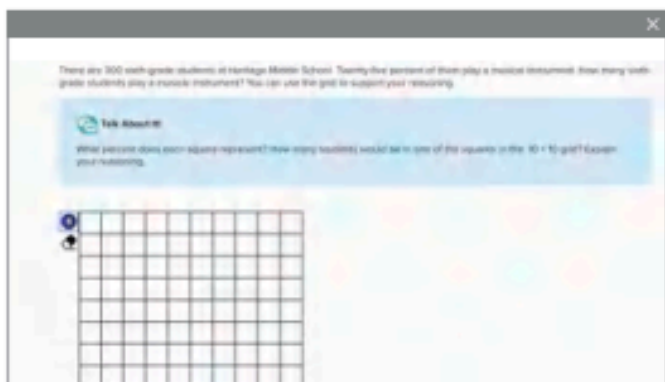 There are 300 sixth-grade students at Heritage Middle School. Twenty-five percent of them play a musical instrument. How many sixth-
grade students play a musical instrument? You can use the grid to support your reasoning.
Talk About It!
What percent does each square represent? How many students would be in one of the squares in the 10 × 10 grid? Explain
your reasoning.